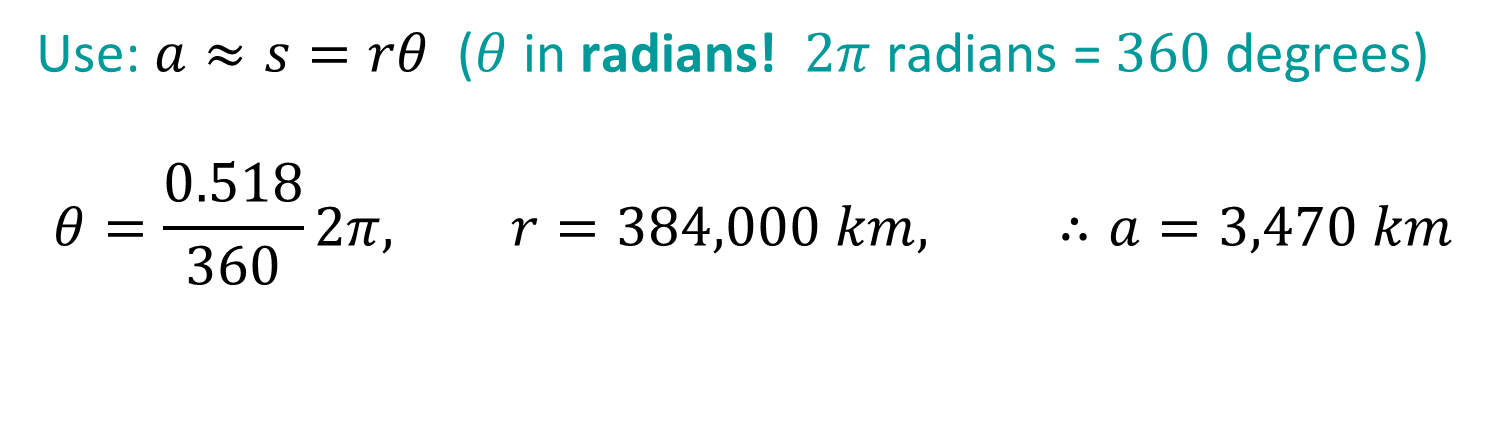 Use: a ≈ s = rθ (θ in radians! 2π radians = 360 degrees)
θ = 0.518/360 2π, r = 384,000 km, ∴ a = 3,470 km